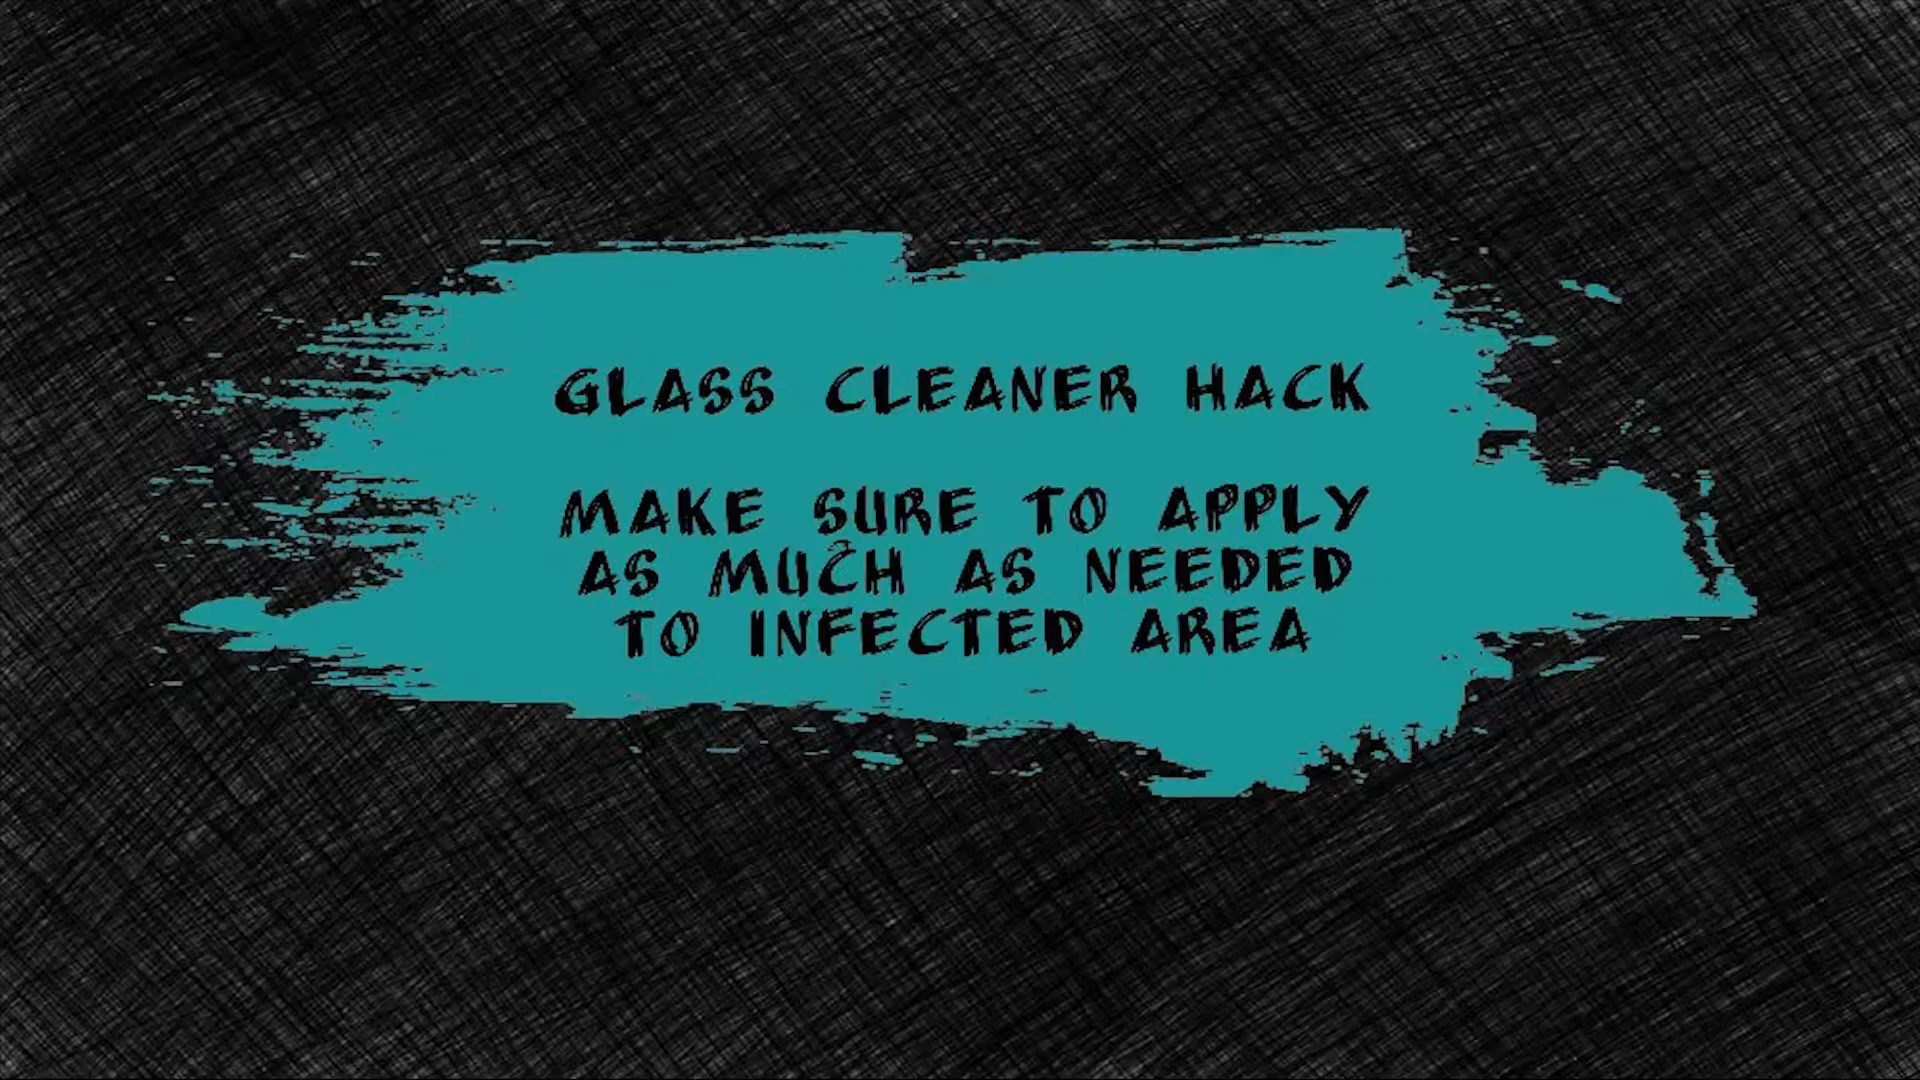 GLASS CLEANER HACK
MAKE SURE TO APPLY
AS MUCH AS NEEDED
TO INFECTED AREA